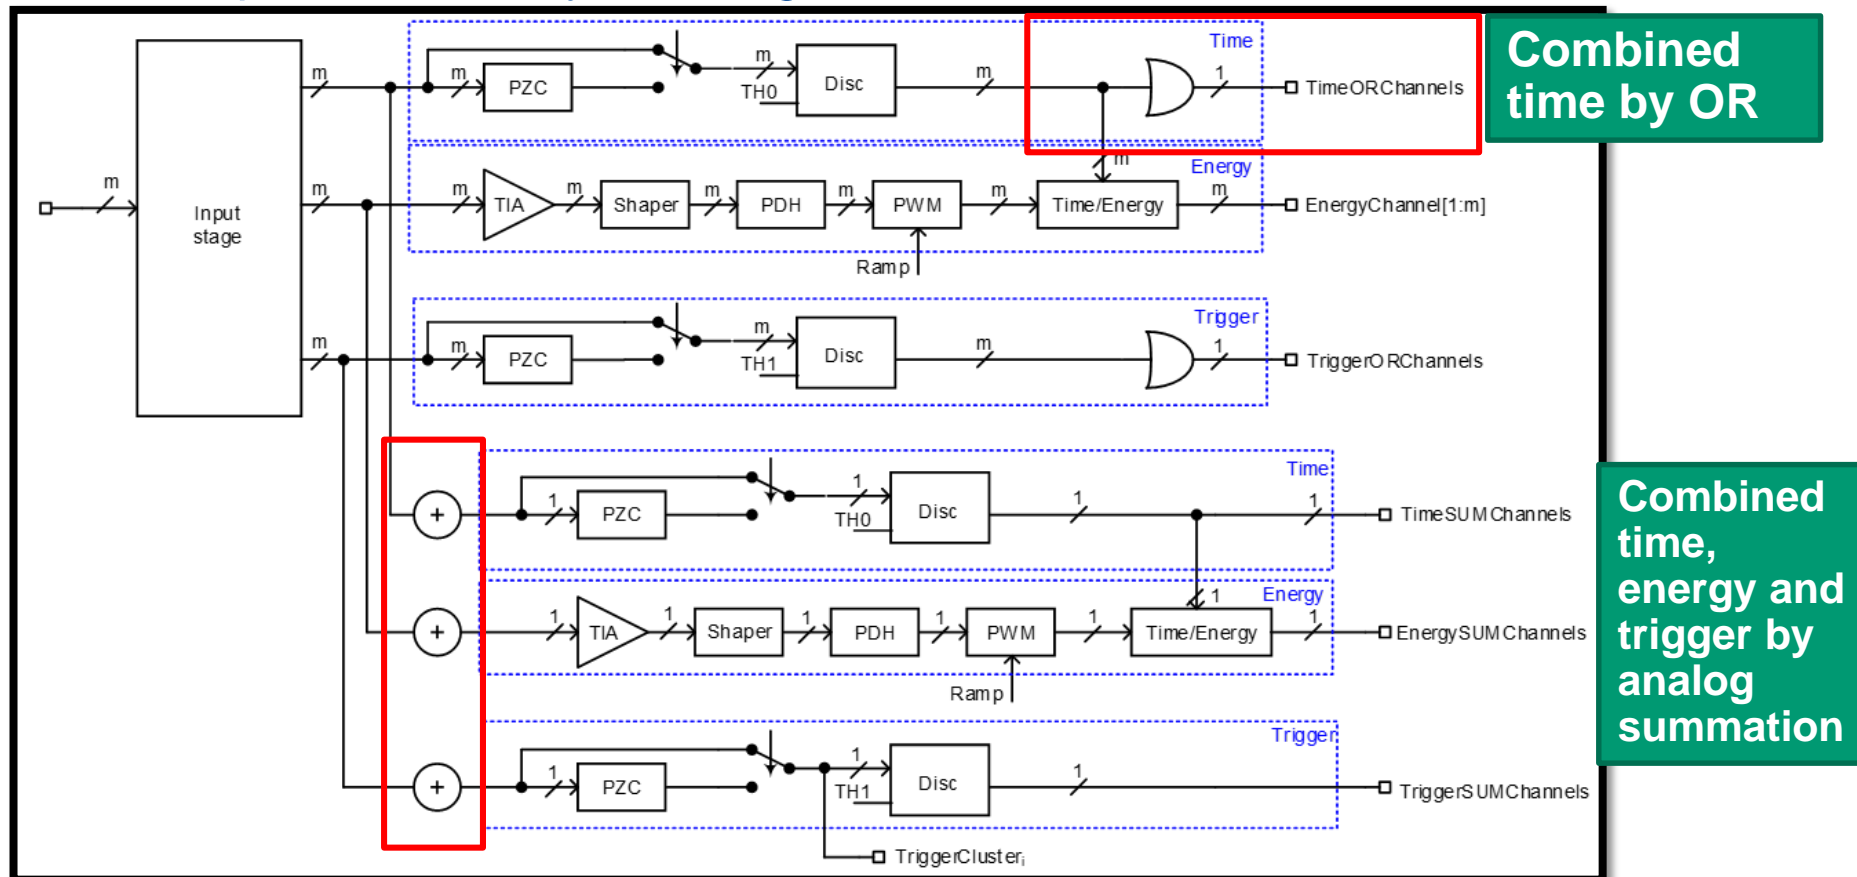 Combined
time by OR
Time
m m m m 1
PZC TH0 Disc TimeORChannels
m
Energy
m
Input
stage
m m TIA m Shaper m PDH m PWM m Time/Energy m EnergyChannel[1:m]
Ramp
Trigger
m m m m 1
PZC TH1 Disc TriggerORChannels
Time
+ 1 PZC 1 TH0 Disc 1 1 TimeSUMChannels
1 Energy
+ 1 TIA 1 Shaper 1 PDH 1 PWM 1 Time/Energy 1 EnergySUMChannels
Ramp
Trigger
+ 1 PZC 1 TH1 Disc 1 TriggerSUMChannels
TriggerClusterᵢ
Combined
time,
energy and
trigger by
analog
summation